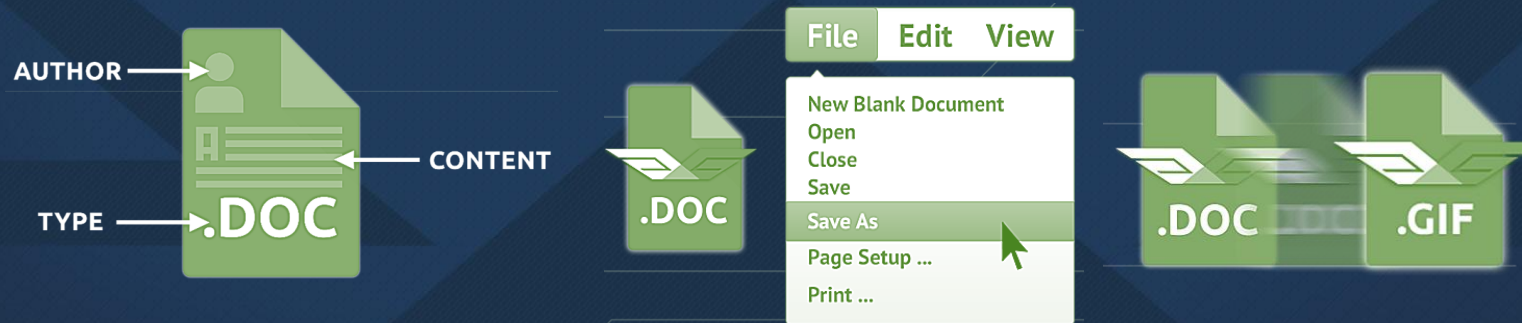 AUTHOR
A
CONTENT
TYPE
.DOC
.DOC
File Edit View
New Blank Document
Open
Close
Save
Save As
Page Setup ...
Print ...
.DOC
.DOC
.GIF